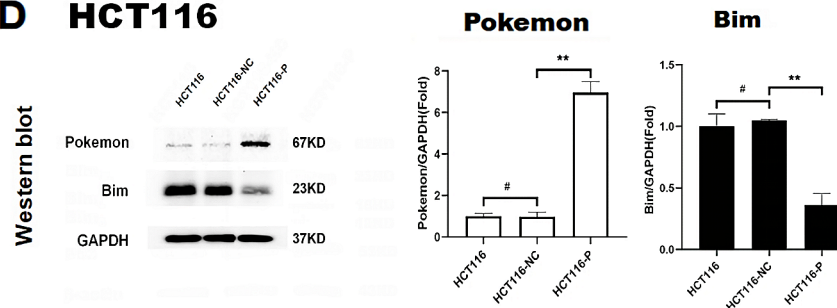 D HCT116
Western blot
HCT116
HCT116-NC
HCT116-P
Pokemon 67KD
Bim 23KD
GAPDH 37KD
Pokemon
Pokemon/GAPDH(Fold)
8
6
4
2
0
#
**
HCT116
HCT116-NC
HCT116-P
Bim
Bim/GAPDH(Fold)
1.5
1.0
0.5
0.0
#
**
HCT116
HCT116-NC
HCT116-P